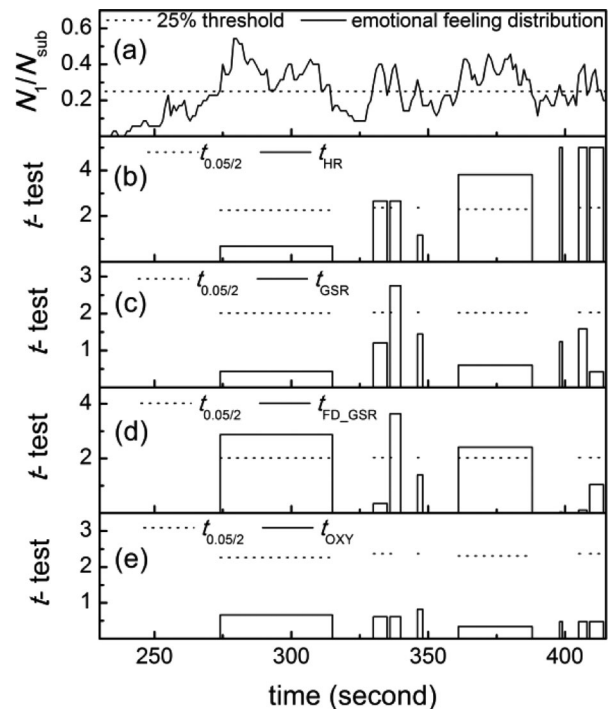 25% threshold emotional feeling distribution
0.6
0.4
0.2
N₁/Nsub
(a)
t₀.₀₅/₂ tHR
4
2
t- test
(b)
t₀.₀₅/₂ tGSR
3
2
1
t- test
(c)
t₀.₀₅/₂ tFD_GSR
4
2
t- test
(d)
t₀.₀₅/₂ tOXY
3
2
1
t- test
(e)
250 300 350 400
time (second)